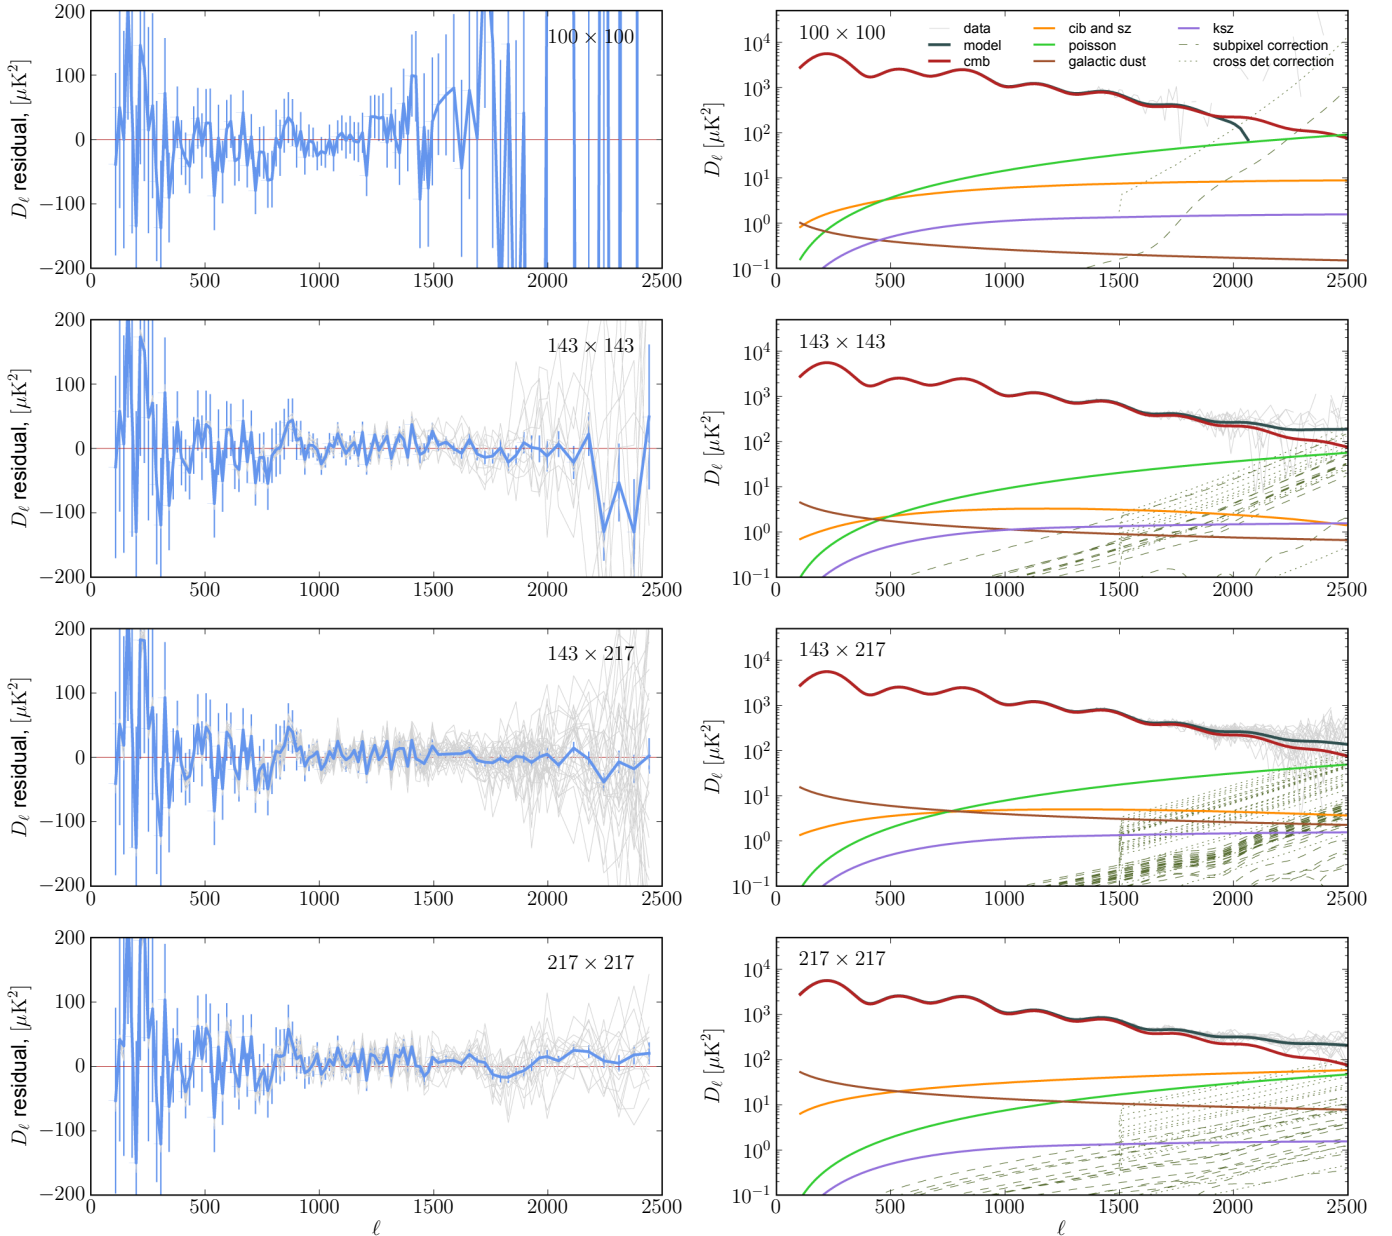 200
100
0
−100
−200
D_ℓ residual, [μK²]
100 × 100
0 500 1000 1500 2000 2500
10⁴
10³
10²
10¹
10⁰
10⁻¹
D_ℓ [μK²]
100 × 100
data
model
cmb
cib and sz
poisson
galactic dust
ksz
subpixel correction
cross det correction
0 500 1000 1500 2000 2500
200
100
0
−100
−200
D_ℓ residual, [μK²]
143 × 143
0 500 1000 1500 2000 2500
10⁴
10³
10²
10¹
10⁰
10⁻¹
D_ℓ [μK²]
143 × 143
0 500 1000 1500 2000 2500
200
100
0
−100
−200
D_ℓ residual, [μK²]
143 × 217
0 500 1000 1500 2000 2500
10⁴
10³
10²
10¹
10⁰
10⁻¹
D_ℓ [μK²]
143 × 217
0 500 1000 1500 2000 2500
200
100
0
−100
−200
D_ℓ residual, [μK²]
217 × 217
0 500 1000 1500 2000 2500
ℓ
10⁴
10³
10²
10¹
10⁰
10⁻¹
D_ℓ [μK²]
217 × 217
0 500 1000 1500 2000 2500
ℓ